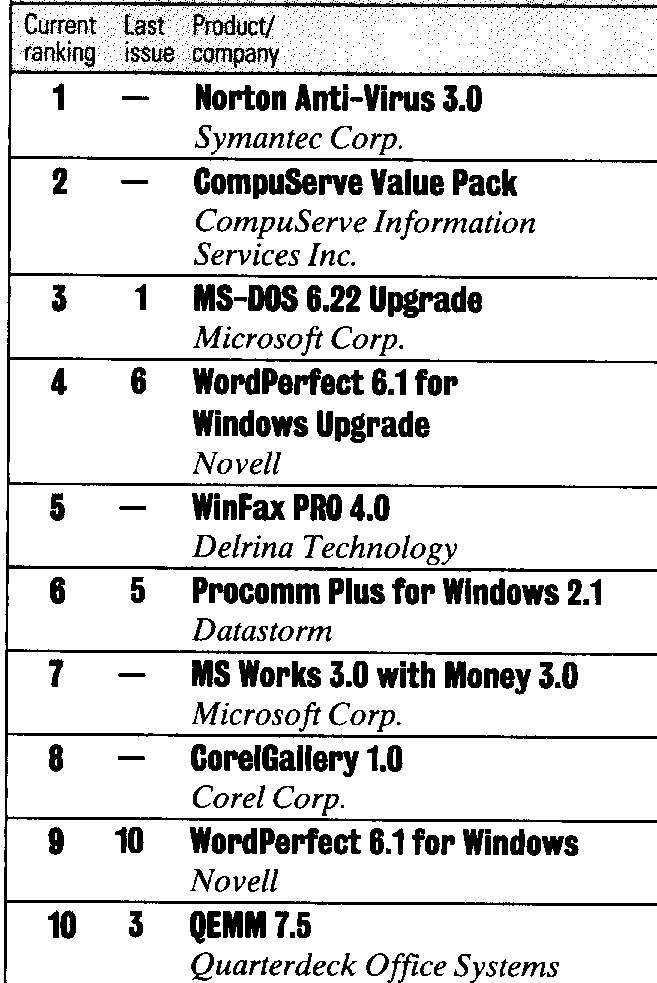 Current Last Product/
ranking issue company
1 — Norton Anti-Virus 3.0
Symantec Corp.
2 — CompuServe Value Pack
CompuServe Information
Services Inc.
3 1 MS-DOS 6.22 Upgrade
Microsoft Corp.
4 6 WordPerfect 6.1 for
Windows Upgrade
Novell
5 — WinFax PRO 4.0
Delrina Technology
6 5 Procomm Plus for Windows 2.1
Datastorm
7 — MS Works 3.0 with Money 3.0
Microsoft Corp.
8 — CorelGallery 1.0
Corel Corp.
9 10 WordPerfect 6.1 for Windows
Novell
10 3 QEMM 7.5
Quarterdeck Office Systems